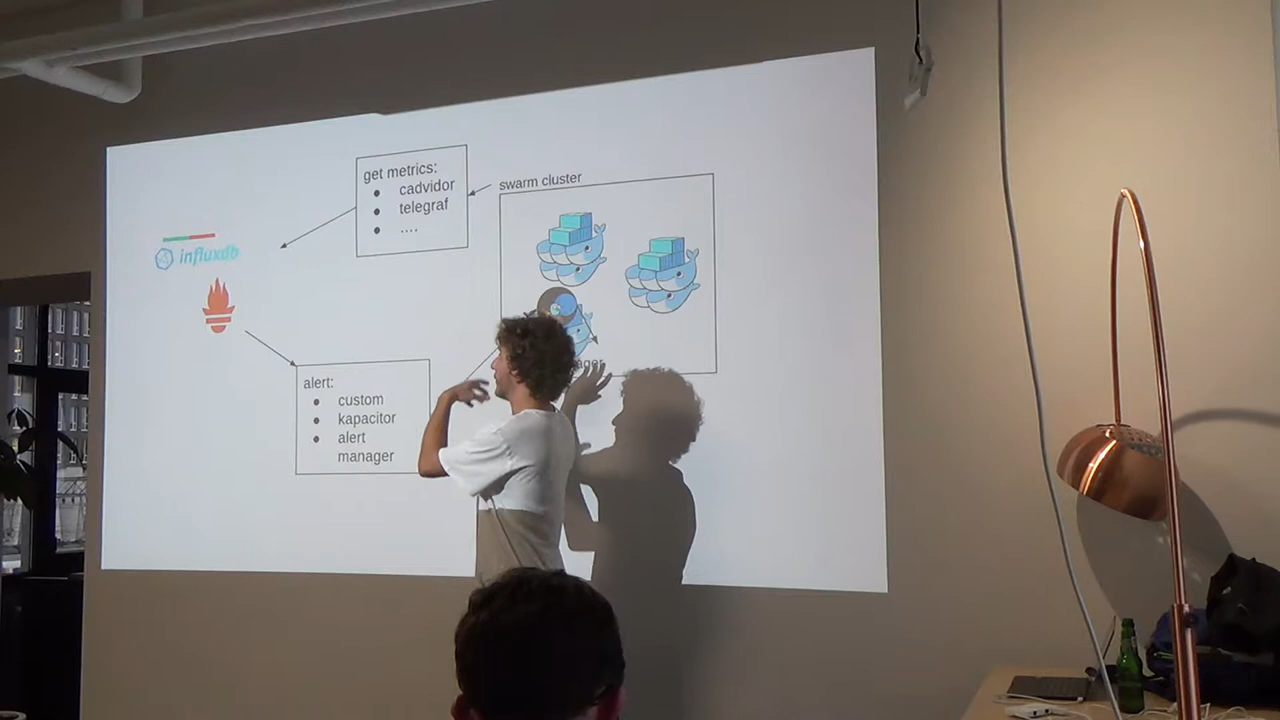 get metrics:
● cadvidor
● telegraf
● ....
swarm cluster
influxdb
alert:
● custom
● kapacitor
● alert
manager